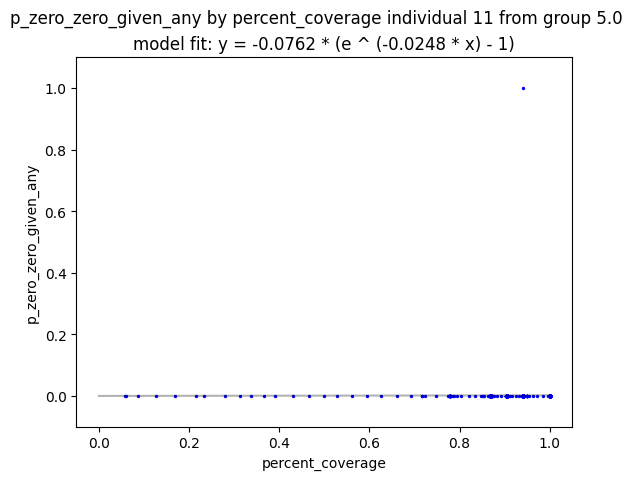 p_zero_zero_given_any by percent_coverage individual 11 from group 5.0
model fit: y = -0.0762 * (e ^ (-0.0248 * x) - 1)
1.0
0.8
0.6
0.4
0.2
0.0
p_zero_zero_given_any
0.0 0.2 0.4 0.6 0.8 1.0
percent_coverage